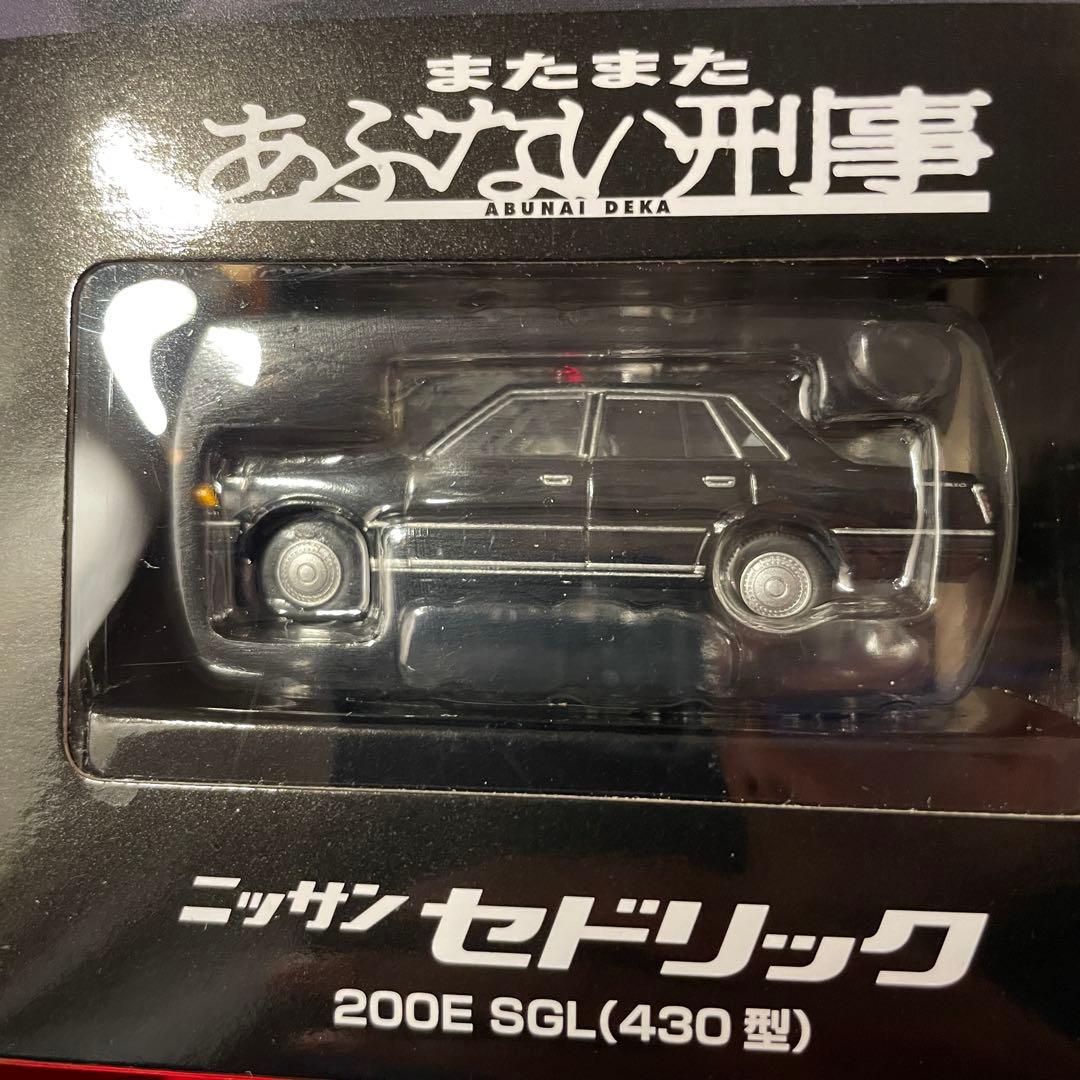 またまた
あぶない刑事
ABUNAI DEKA
ニッサン セドリック
200E SGL(430型)